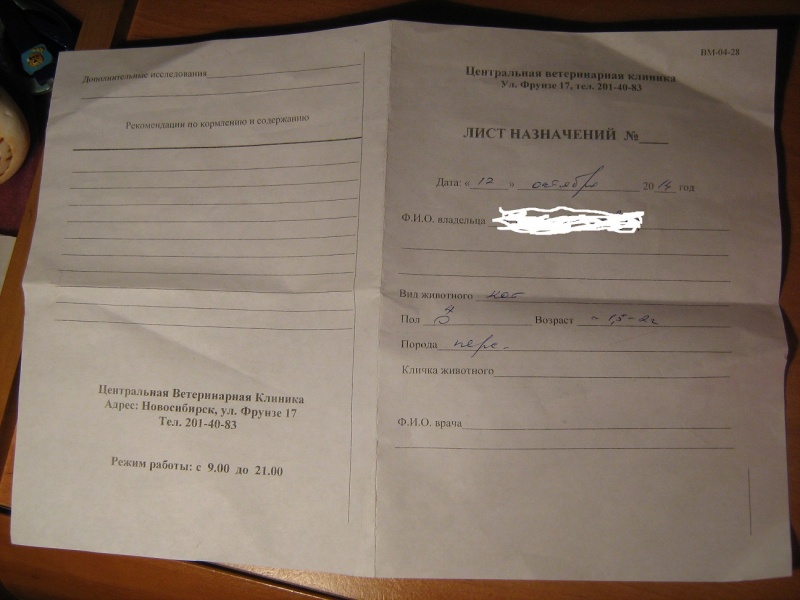 Дополнительные исследования
Рекомендации по кормлению и содержанию
Центральная Ветеринарная Клиника
Адрес: Новосибирск, ул. Фрунзе 17
Тел. 201-40-83
Режим работы: с 9.00 до 21.00
ВМ-04-28
Центральная ветеринарная клиника
Ул. Фрунзе 17, тел. 201-40-83
ЛИСТ НАЗНАЧЕНИЙ №
Дата: « 12 » октября 2014 год
Ф.И.О. владельца
Вид животного кот
Пол ♂ Возраст ~ 1,5-2г
Порода перс.
Кличка животного
Ф.И.О. врача